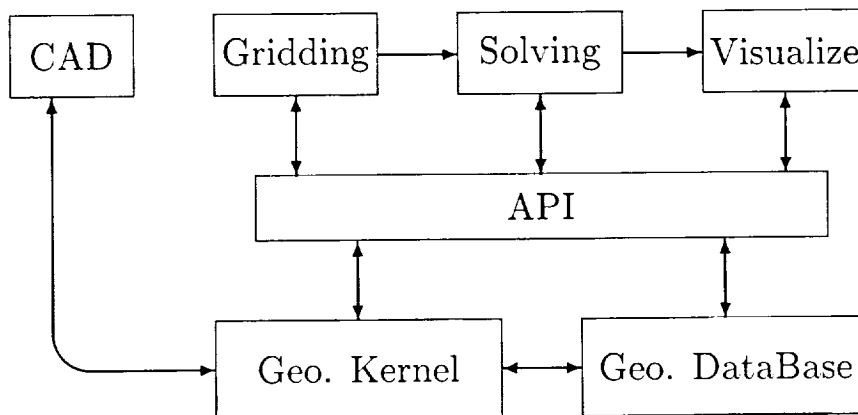 CAD
Gridding
Solving
Visualize
API
Geo. Kernel
Geo. DataBase